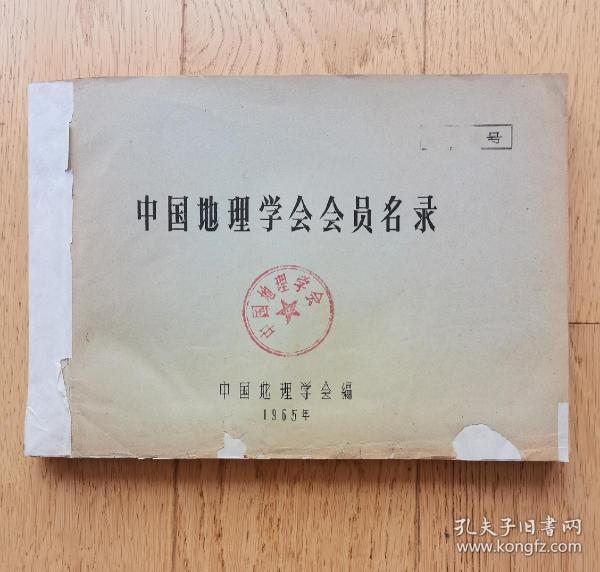 号
中国地理学会会员名录
中国地理学会
中国地理学会编
1965年
孔夫子旧书网
www.kongfz.com